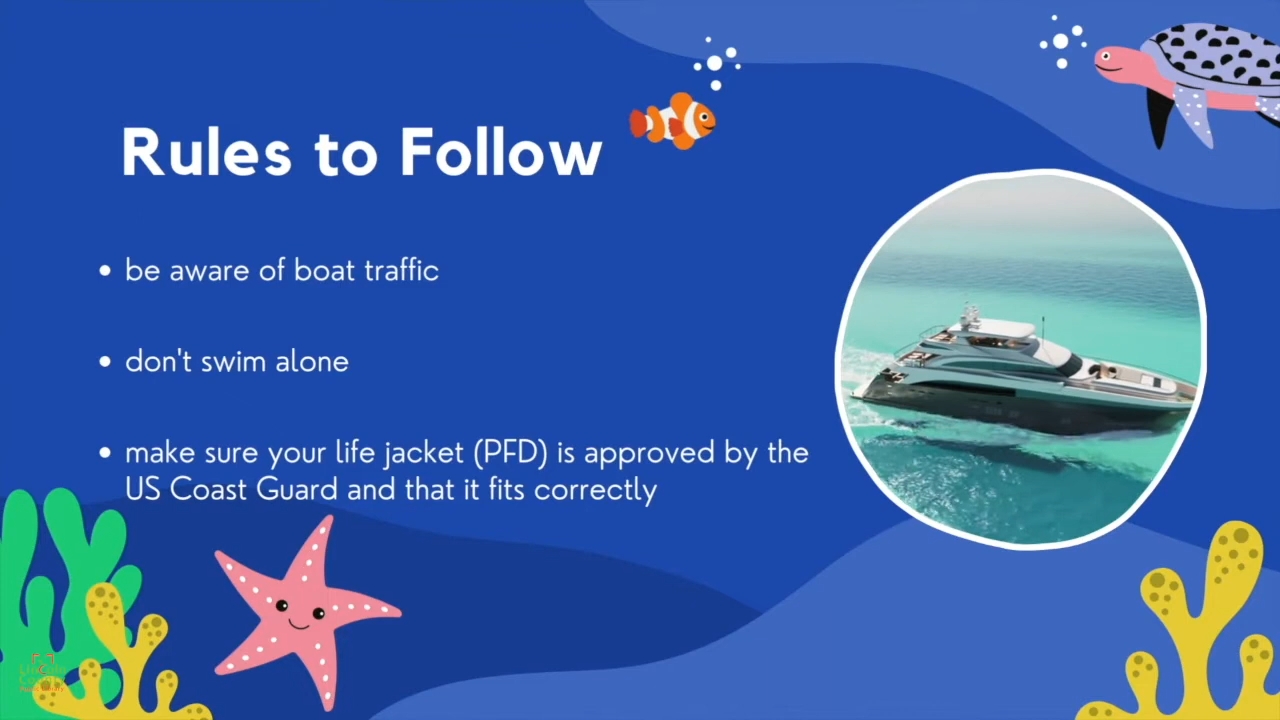 Rules to Follow
• be aware of boat traffic
• don't swim alone
• make sure your life jacket (PFD) is approved by the
US Coast Guard and that it fits correctly